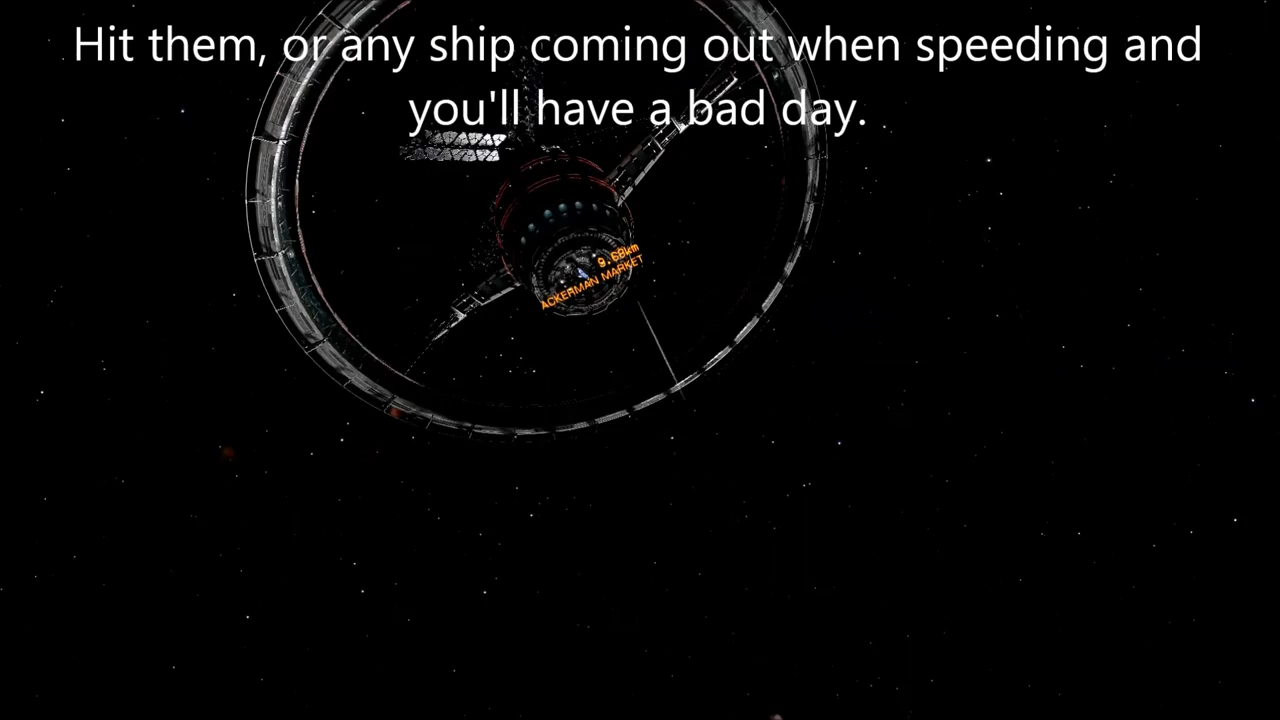 Hit them, or any ship coming out when speeding and
you'll have a bad day.
9.68km
ACKERMAN MARKET